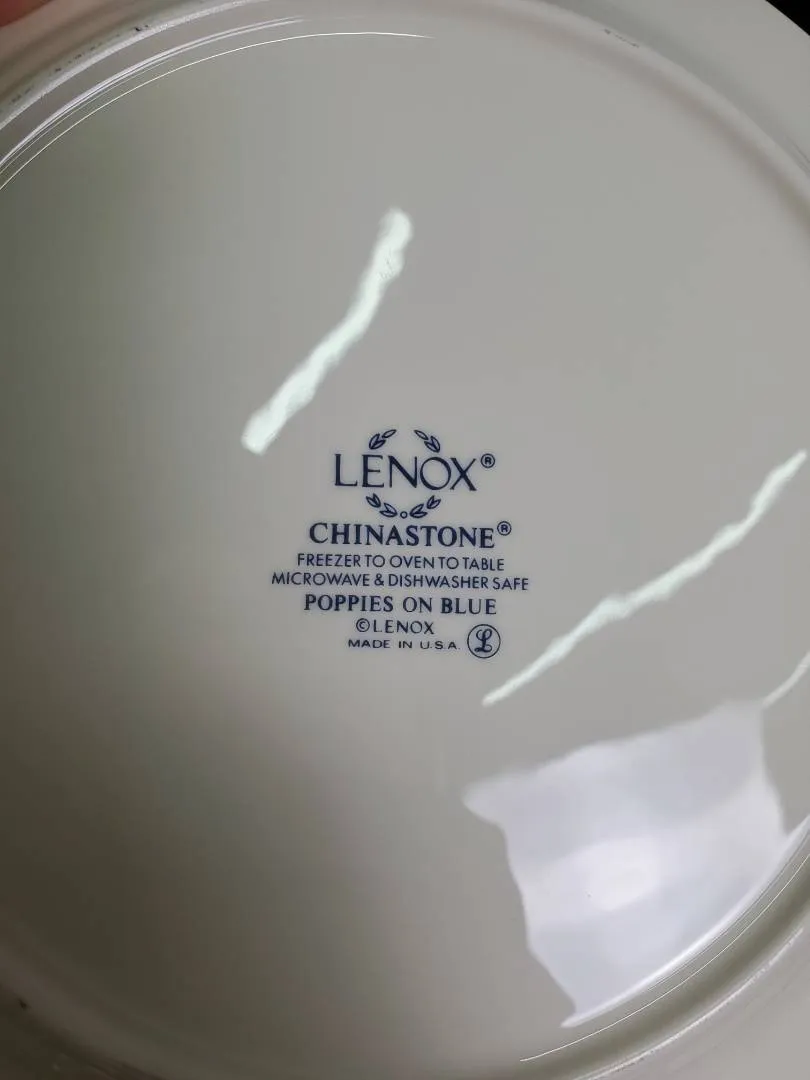 LENOX®
CHINASTONE®
FREEZER TO OVEN TO TABLE
MICROWAVE & DISHWASHER SAFE
POPPIES ON BLUE
©LENOX
MADE IN U.S.A. L